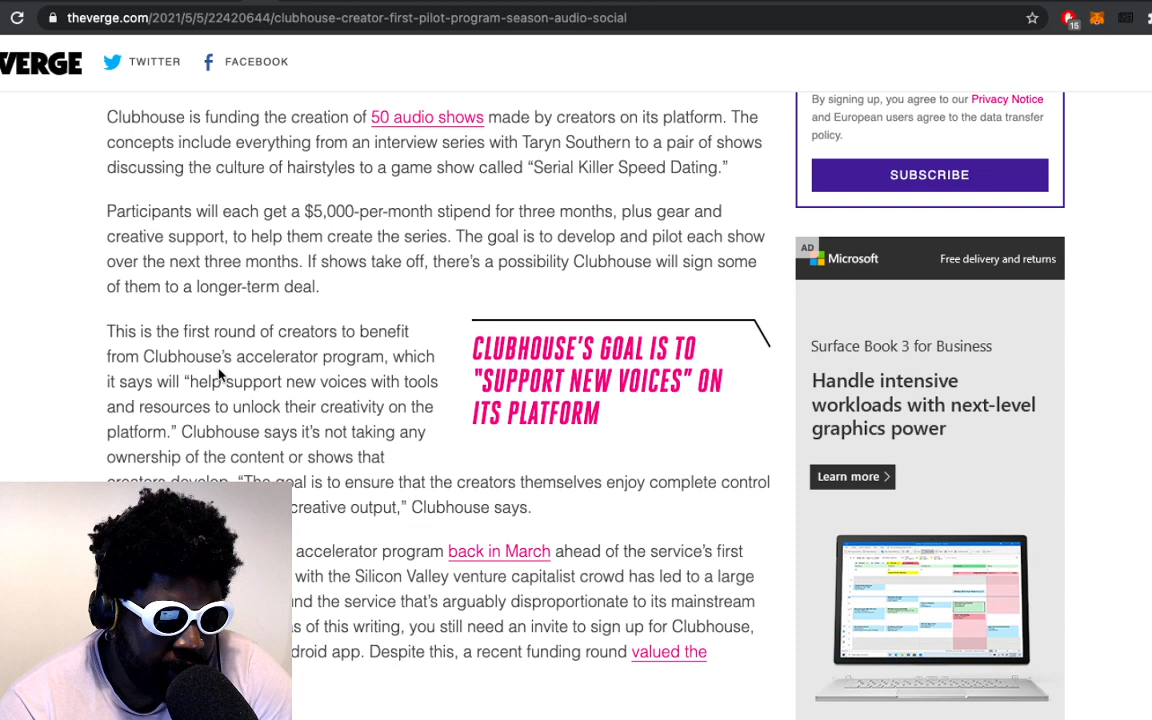 theverge.com/2021/5/5/22420644/clubhouse-creator-first-pilot-program-season-audio-social
15
VERGE
TWITTER
FACEBOOK
Clubhouse is funding the creation of 50 audio shows made by creators on its platform. The
concepts include everything from an interview series with Taryn Southern to a pair of shows
discussing the culture of hairstyles to a game show called “Serial Killer Speed Dating.”
Participants will each get a $5,000-per-month stipend for three months, plus gear and
creative support, to help them create the series. The goal is to develop and pilot each show
over the next three months. If shows take off, there’s a possibility Clubhouse will sign some
of them to a longer-term deal.
This is the first round of creators to benefit
from Clubhouse’s accelerator program, which
it says will “help support new voices with tools
and resources to unlock their creativity on the
platform.” Clubhouse says it’s not taking any
ownership of the content or shows that
creators develop. “The goal is to ensure that the creators themselves enjoy complete control
creative output,” Clubhouse says.
CLUBHOUSE'S GOAL IS TO
"SUPPORT NEW VOICES" ON
ITS PLATFORM
accelerator program back in March ahead of the service’s first
with the Silicon Valley venture capitalist crowd has led to a large
the service that’s arguably disproportionate to its mainstream
of this writing, you still need an invite to sign up for Clubhouse,
app. Despite this, a recent funding round valued the
By signing up, you agree to our Privacy Notice
and European users agree to the data transfer
policy.
SUBSCRIBE
AD
Microsoft
Free delivery and returns
Surface Book 3 for Business
Handle intensive
workloads with next-level
graphics power
Learn more